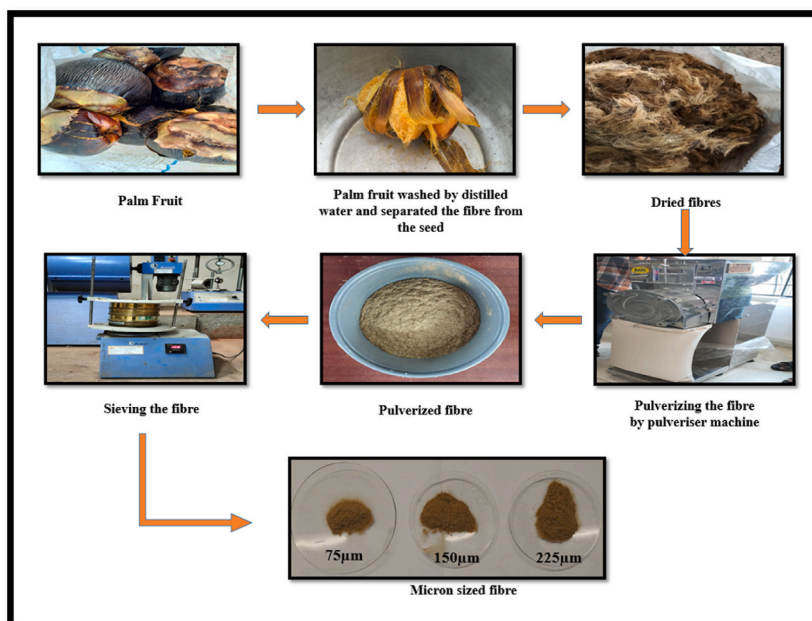 Palm Fruit
Palm fruit washed by distilled
water and separated the fibre from
the seed
Dried fibres
Sieving the fibre
Pulverized fibre
Pulverizing the fibre
by pulveriser machine
75µm
150µm
225µm
Micron sized fibre